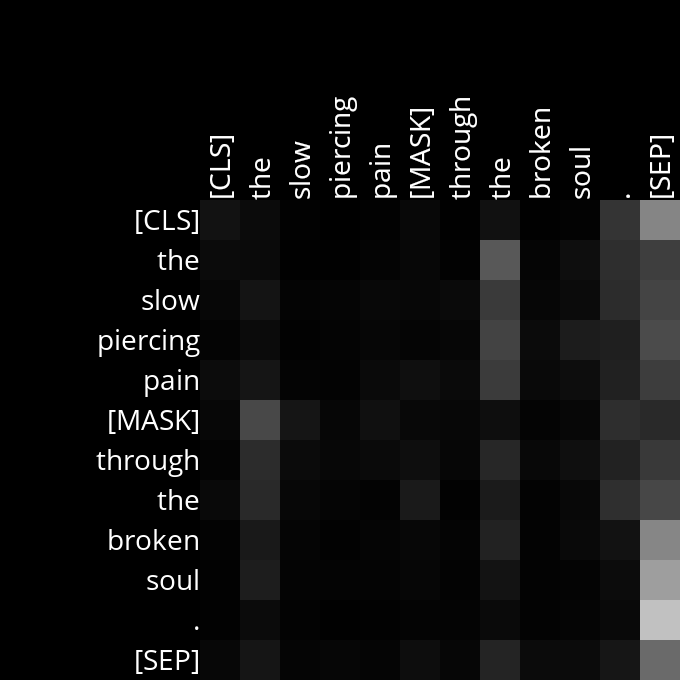 [CLS] the slow piercing pain [MASK] through the broken soul . [SEP]
[CLS]
the
slow
piercing
pain
[MASK]
through
the
broken
soul
.
[SEP]